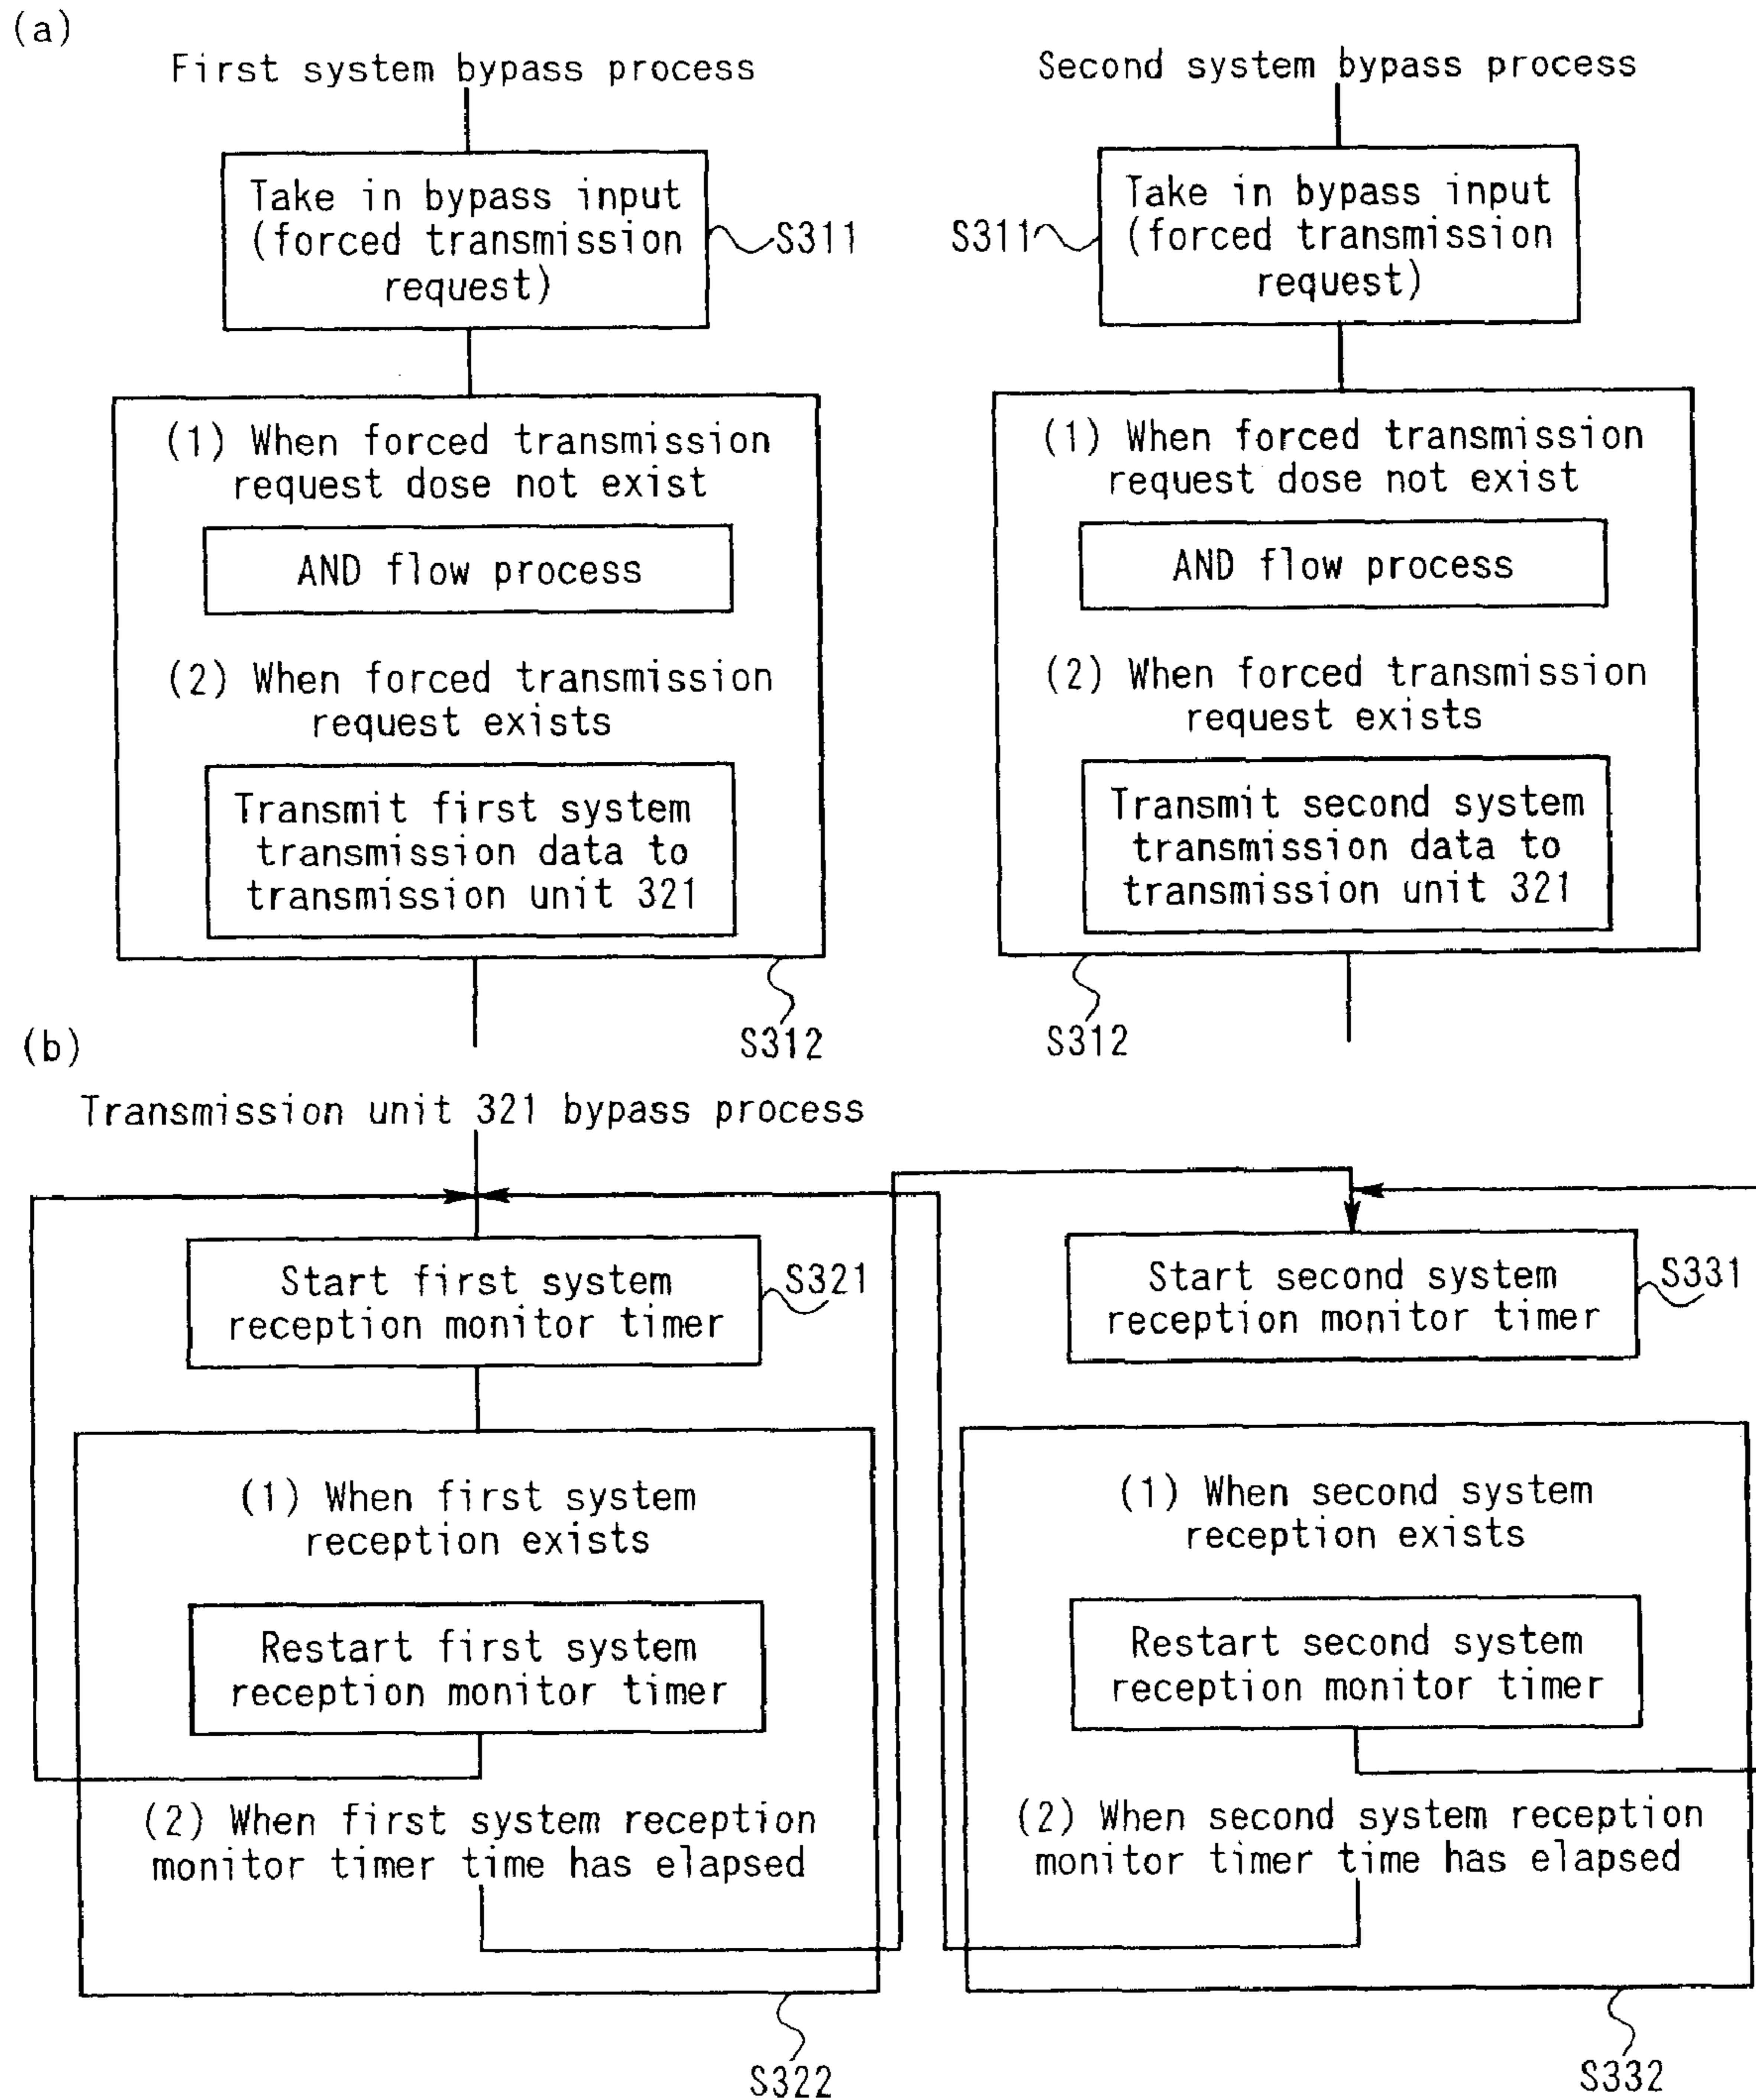 (a)
First system bypass process
Take in bypass input
(forced transmission
request)
S311
(1) When forced transmission
request dose not exist
AND flow process
(2) When forced transmission
request exists
Transmit first system
transmission data to
transmission unit 321
S312
Second system bypass process
Take in bypass input
(forced transmission
request)
S311
(1) When forced transmission
request dose not exist
AND flow process
(2) When forced transmission
request exists
Transmit second system
transmission data to
transmission unit 321
S312
(b)
Transmission unit 321 bypass process
Start first system
reception monitor timer
S321
(1) When first system
reception exists
Restart first system
reception monitor timer
(2) When first system reception
monitor timer time has elapsed
S322
Start second system
reception monitor timer
S331
(1) When second system
reception exists
Restart second system
reception monitor timer
(2) When second system reception
monitor timer time has elapsed
S332